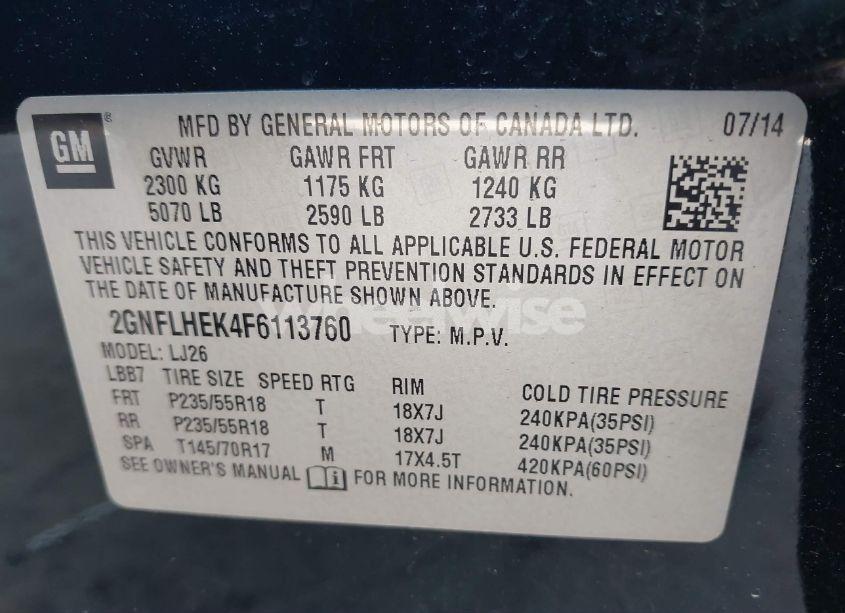 GM
®
MFD BY GENERAL MOTORS OF CANADA LTD. 07/14
GVWR GAWR FRT GAWR RR
2300 KG 1175 KG 1240 KG
5070 LB 2590 LB 2733 LB
THIS VEHICLE CONFORMS TO ALL APPLICABLE U.S. FEDERAL MOTOR
VEHICLE SAFETY AND THEFT PREVENTION STANDARDS IN EFFECT ON
THE DATE OF MANUFACTURE SHOWN ABOVE.
2GNFLHEK4F6113760 TYPE: M.P.V.
MODEL: LJ26
LBB7 TIRE SIZE SPEED RTG RIM COLD TIRE PRESSURE
FRT P235/55R18 T 18X7J 240KPA(35PSI)
RR P235/55R18 T 18X7J 240KPA(35PSI)
SPA T145/70R17 M 17X4.5T 420KPA(60PSI)
SEE OWNER'S MANUAL FOR MORE INFORMATION.